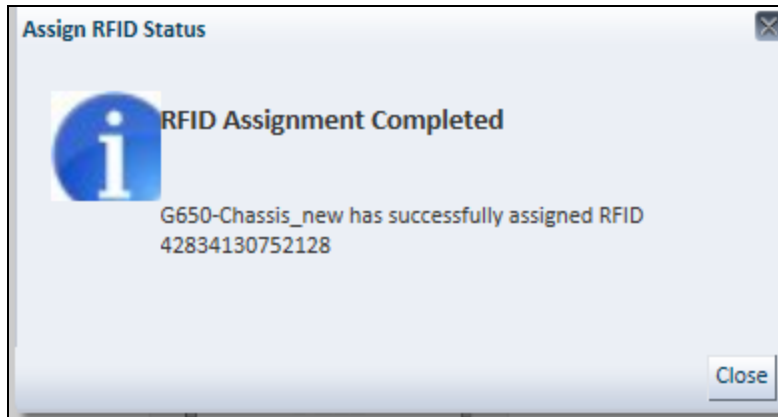 Assign RFID Status
RFID Assignment Completed
G650-Chassis_new has successfully assigned RFID
42834130752128
Close